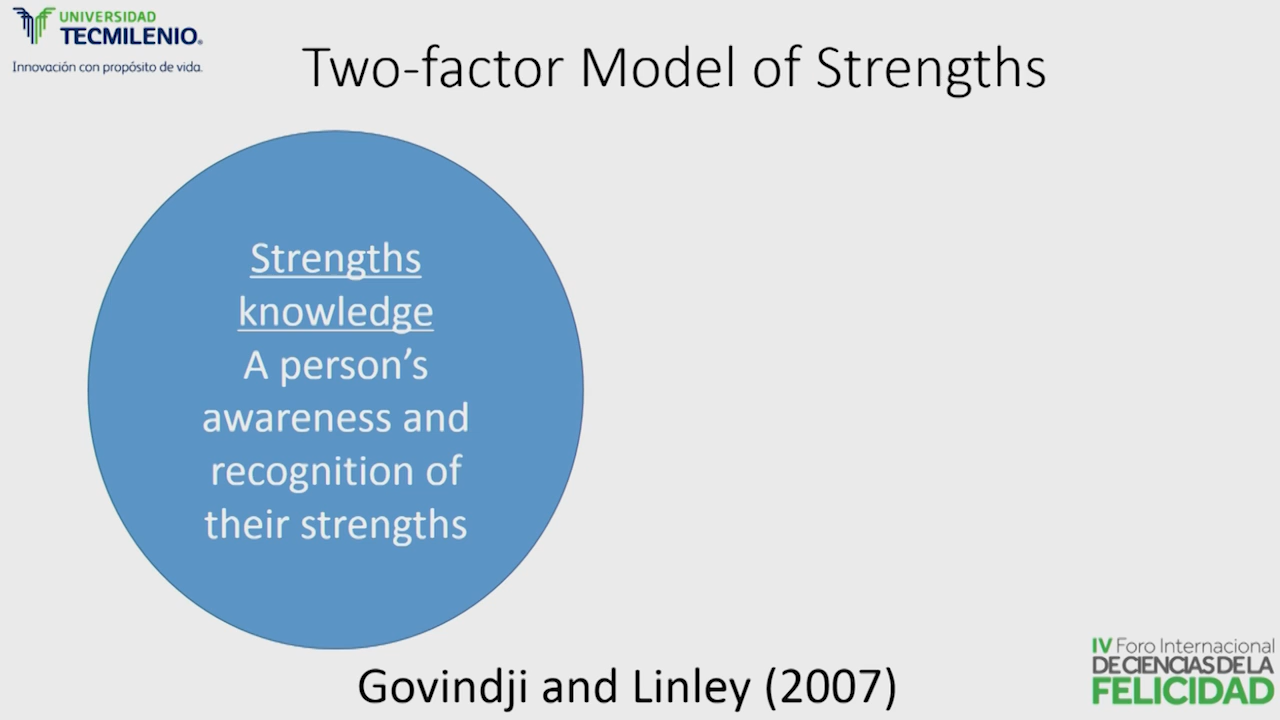 UNIVERSIDAD
TECMILENIO®
Innovación con propósito de vida.
Two-factor Model of Strengths
Strengths
knowledge
A person’s
awareness and
recognition of
their strengths
Govindji and Linley (2007)
IV Foro Internacional
DE CIENCIAS DE LA
FELICIDAD